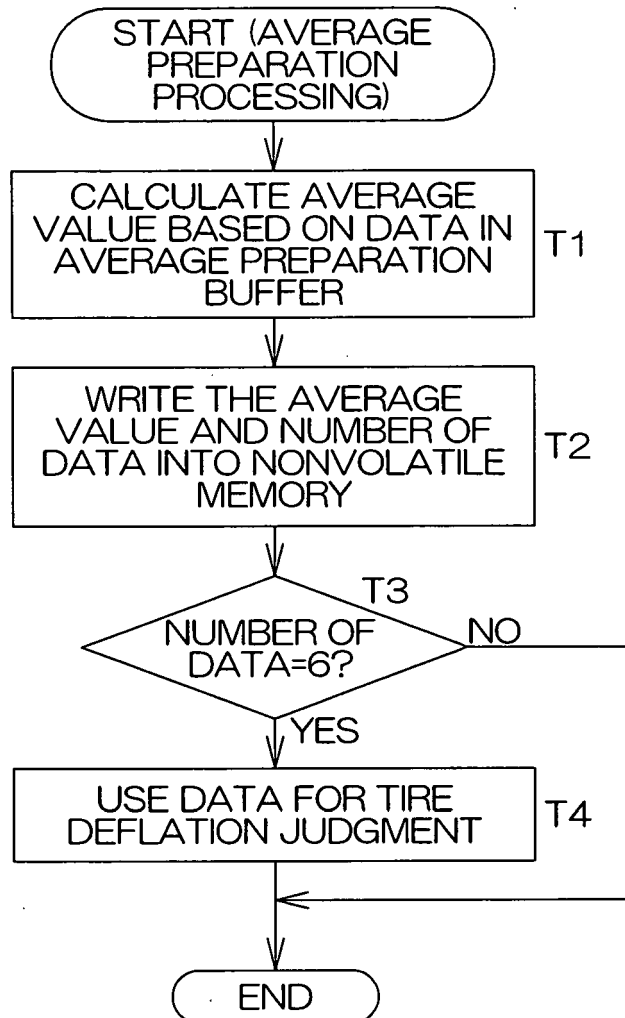 START (AVERAGE
PREPARATION
PROCESSING)
CALCULATE AVERAGE
VALUE BASED ON DATA IN
AVERAGE PREPARATION
BUFFER
T1
WRITE THE AVERAGE
VALUE AND NUMBER OF
DATA INTO NONVOLATILE
MEMORY
T2
T3
NUMBER OF
DATA=6?
NO
YES
USE DATA FOR TIRE
DEFLATION JUDGMENT
T4
END